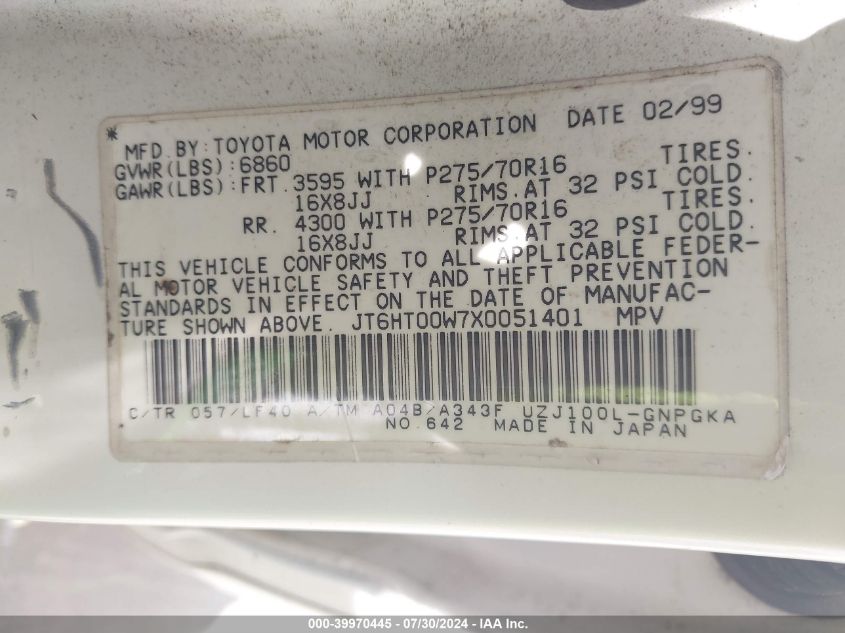 * MFD.BY:TOYOTA MOTOR CORPORATION DATE 02/99
GVWR(LBS):6860
GAWR(LBS):FRT. 3595 WITH P275/70R16 TIRES.
16X8JJ RIMS.AT 32 PSI COLD.
RR. 4300 WITH P275/70R16 TIRES.
16X8JJ RIMS.AT 32 PSI COLD.
THIS VEHICLE CONFORMS TO ALL APPLICABLE FEDER-
AL MOTOR VEHICLE SAFETY AND THEFT PREVENTION
STANDARDS IN EFFECT ON THE DATE OF MANUFAC-
TURE SHOWN ABOVE. JT6HT00W7X0051401 MPV
C/TR 057/LF40 A/TM A04B/A343F UZJ100L-GNPGKA
NO.642 MADE IN JAPAN
000-39970445 - 07/30/2024 - IAA Inc.